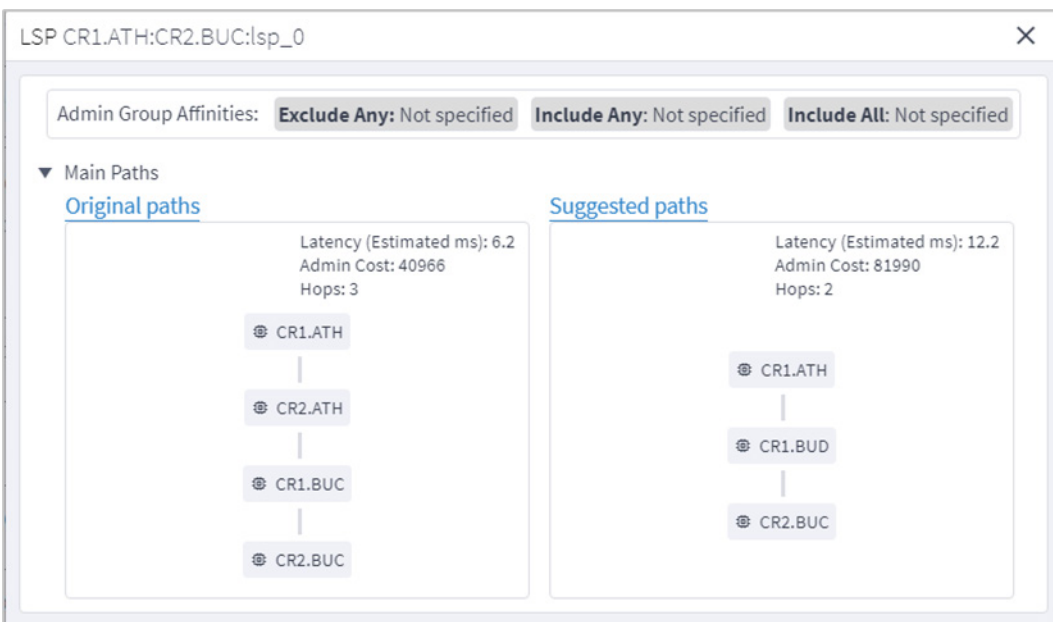 LSP CR1.ATH:CR2.BUC:lsp_0
Admin Group Affinities: Exclude Any: Not specified Include Any: Not specified Include All: Not specified
Main Paths
Original paths
Latency (Estimated ms): 6.2
Admin Cost: 40966
Hops: 3
CR1.ATH
CR2.ATH
CR1.BUC
CR2.BUC
Suggested paths
Latency (Estimated ms): 12.2
Admin Cost: 81990
Hops: 2
CR1.ATH
CR1.BUD
CR2.BUC